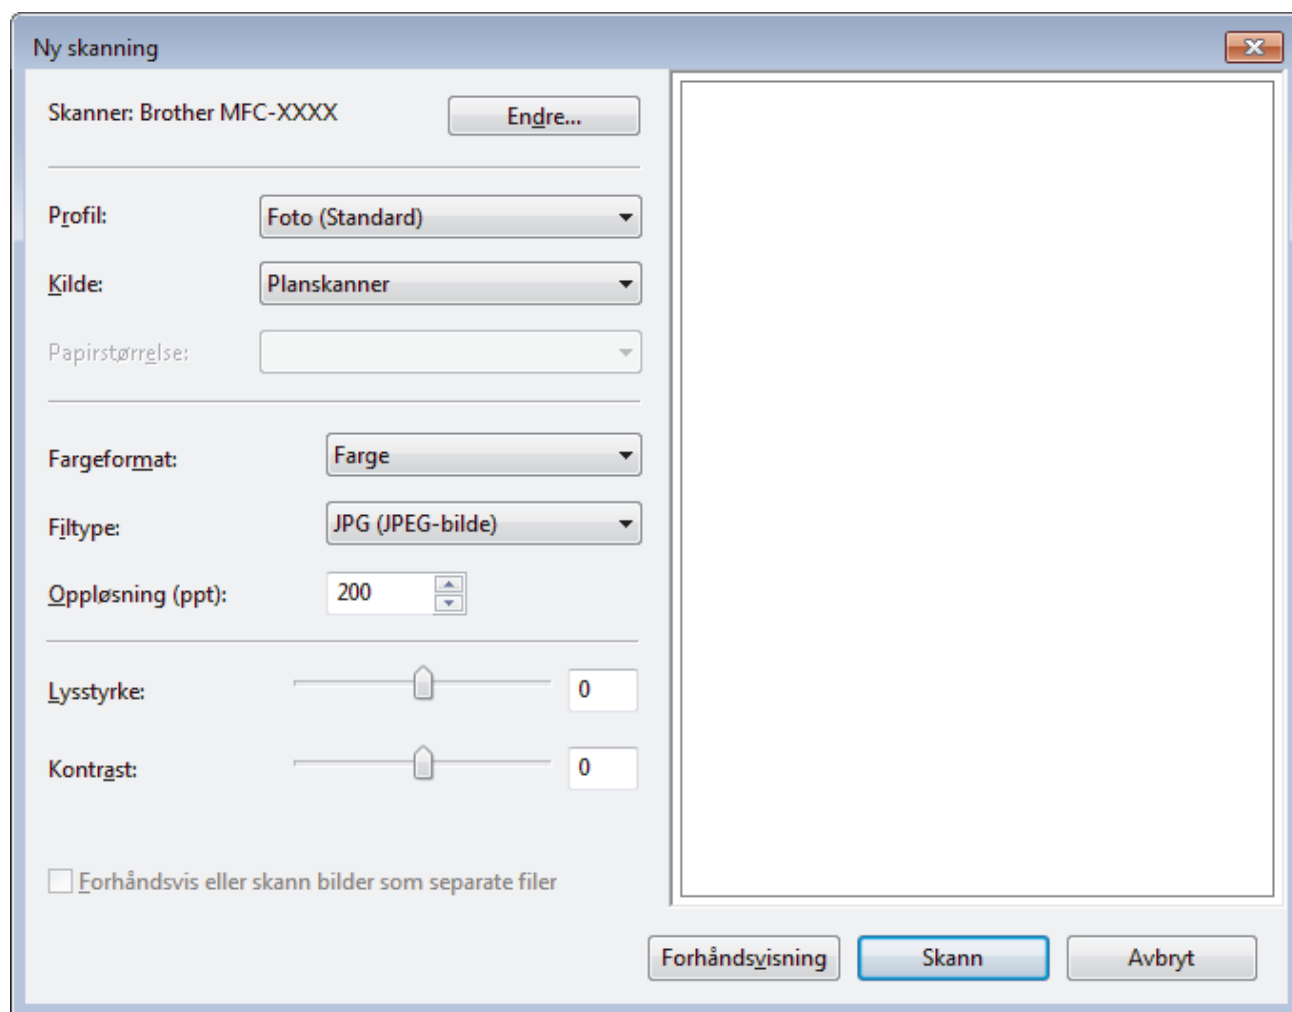 Ny skanning
Skanner: Brother MFC-XXXX
Endre...
Profil:
Foto (Standard)
Kilde:
Planskanner
Papirstørrelse:
Fargeformat:
Farge
Filtype:
JPG (JPEG-bilde)
Oppløsning (ppt):
200
Lysstyrke:
0
Kontrast:
0
Forhåndsvis eller skann bilder som separate filer
Forhåndsvisning
Skann
Avbryt